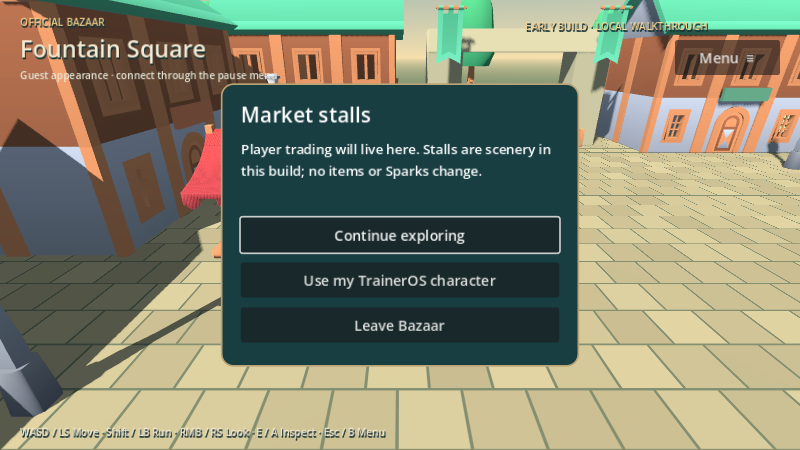 OFFICIAL BAZAAR
EARLY BUILD · LOCAL WALKTHROUGH
Fountain Square
Menu ≡
Guest appearance · connect through the pause menu
Market stalls
Player trading will live here. Stalls are scenery in
this build; no items or Sparks change.
Continue exploring
Use my TrainerOS character
Leave Bazaar
WASD / LS Move · Shift / LB Run · RMB / RS Look · E / A Inspect · Esc / B Menu